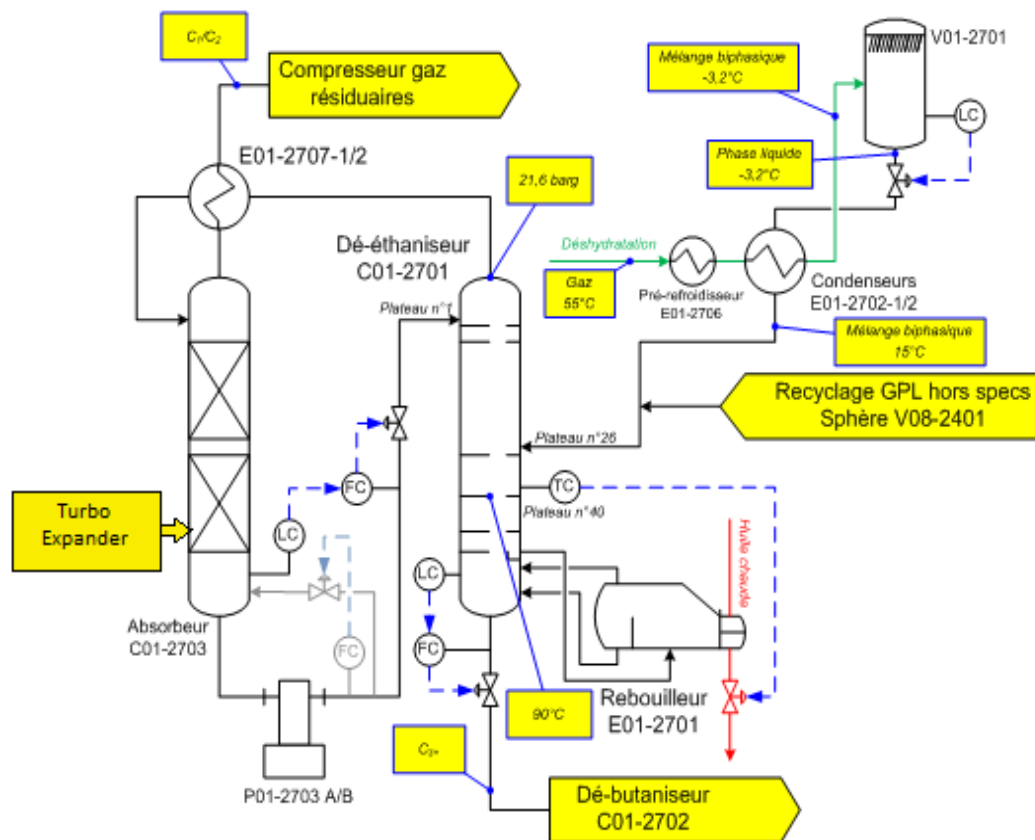 C₁/C₂
Compresseur gaz
résiduaires
E01-2707-1/2
21,6 barg
Dé-éthaniseur
C01-2701
Mélange biphasique
-3,2°C
V01-2701
LC
Phase liquide
-3,2°C
Déshydratation
Gaz
55°C
Pré-refroidisseur
E01-2706
Condenseurs
E01-2702-1/2
Mélange biphasique
15°C
Plateau n°1
Recyclage GPL hors specs
Sphère V08-2401
Plateau n°26
Turbo
Expander
LC
FC
TC
Plateau n°40
Huile chaude
LC
FC
FC
Absorbeur
C01-2703
P01-2703 A/B
Rebouilleur
E01-2701
90°C
C₃₊
Dé-butaniseur
C01-2702